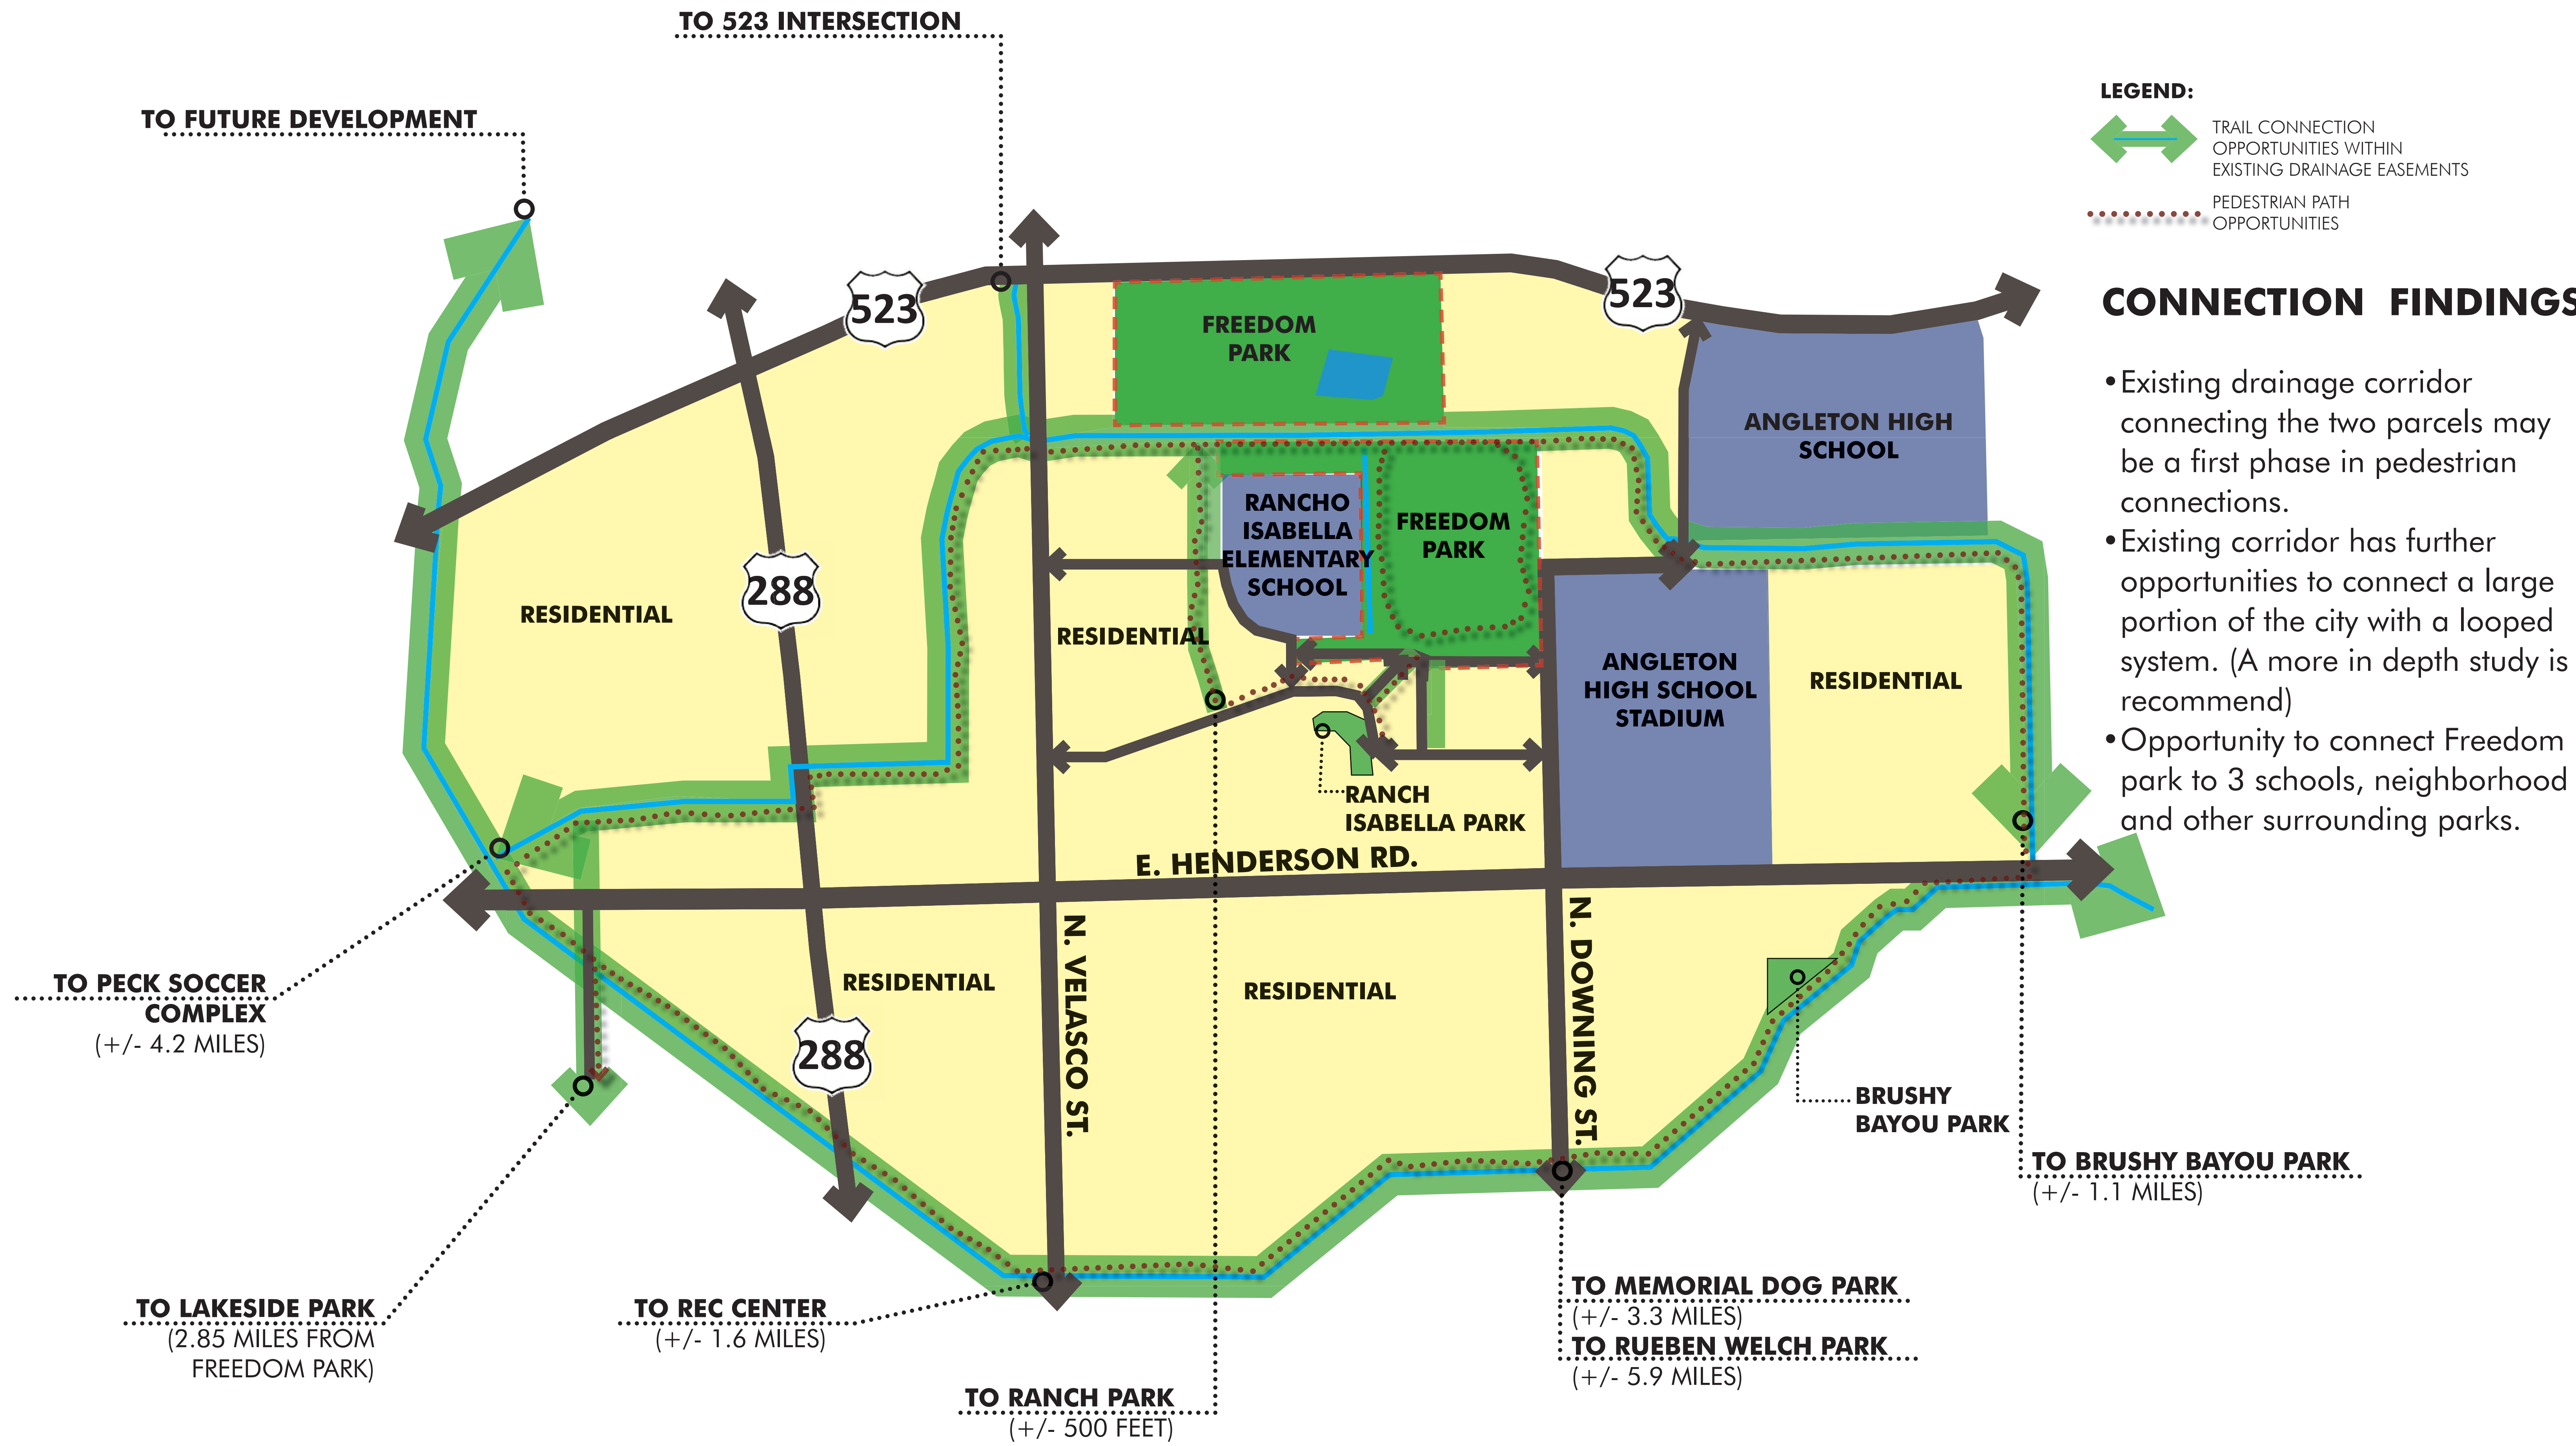 TO 523 INTERSECTION
TO FUTURE DEVELOPMENT
LEGEND:
TRAIL CONNECTION
OPPORTUNITIES WITHIN
EXISTING DRAINAGE EASEMENTS
PEDESTRIAN PATH
OPPORTUNITIES
CONNECTION FINDINGS
•Existing drainage corridor
connecting the two parcels may
be a first phase in pedestrian
connections.
•Existing corridor has further
opportunities to connect a large
portion of the city with a looped
system. (A more in depth study is
recommend)
•Opportunity to connect Freedom
park to 3 schools, neighborhood
and other surrounding parks.
523
523
FREEDOM
PARK
ANGLETON HIGH
SCHOOL
RANCHO
ISABELLA
ELEMENTARY
SCHOOL
FREEDOM
PARK
288
RESIDENTIAL
RESIDENTIAL
ANGLETON
HIGH SCHOOL
STADIUM
RESIDENTIAL
RANCH
ISABELLA PARK
E. HENDERSON RD.
N. VELASCO ST.
N. DOWNING ST.
RESIDENTIAL
RESIDENTIAL
288
TO PECK SOCCER
COMPLEX
(+/- 4.2 MILES)
BRUSHY
BAYOU PARK
TO BRUSHY BAYOU PARK
(+/- 1.1 MILES)
TO LAKESIDE PARK
(2.85 MILES FROM
FREEDOM PARK)
TO REC CENTER
(+/- 1.6 MILES)
TO MEMORIAL DOG PARK
(+/- 3.3 MILES)
TO RUEBEN WELCH PARK
(+/- 5.9 MILES)
TO RANCH PARK
(+/- 500 FEET)